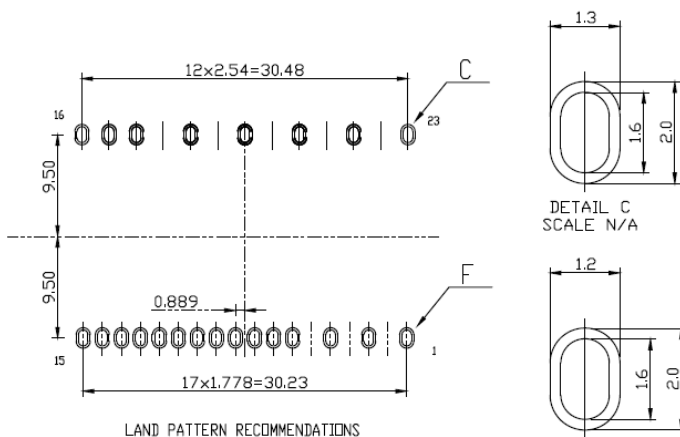 1.3
12x2.54=30.48
C
16
23
9.50
1.6
2.0
DETAIL C
SCALE N/A
9.50
0.889
F
1.2
15
1
1.6
2.0
17x1.778=30.23
LAND PATTERN RECOMMENDATIONS